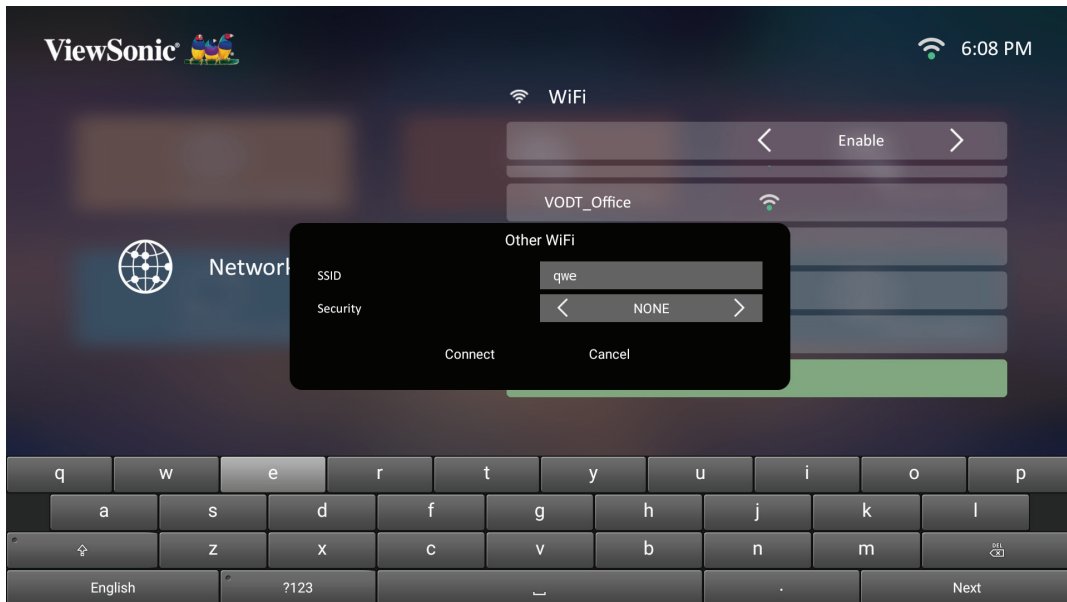 ViewSonic®
6:08 PM
WiFi
Enable
VODT_Office
Network
Other WiFi
SSID qwe
Security NONE
Connect Cancel
q w e r t y u i o p
a s d f g h j k l
z x c v b n m DEL
English ?123 . Next